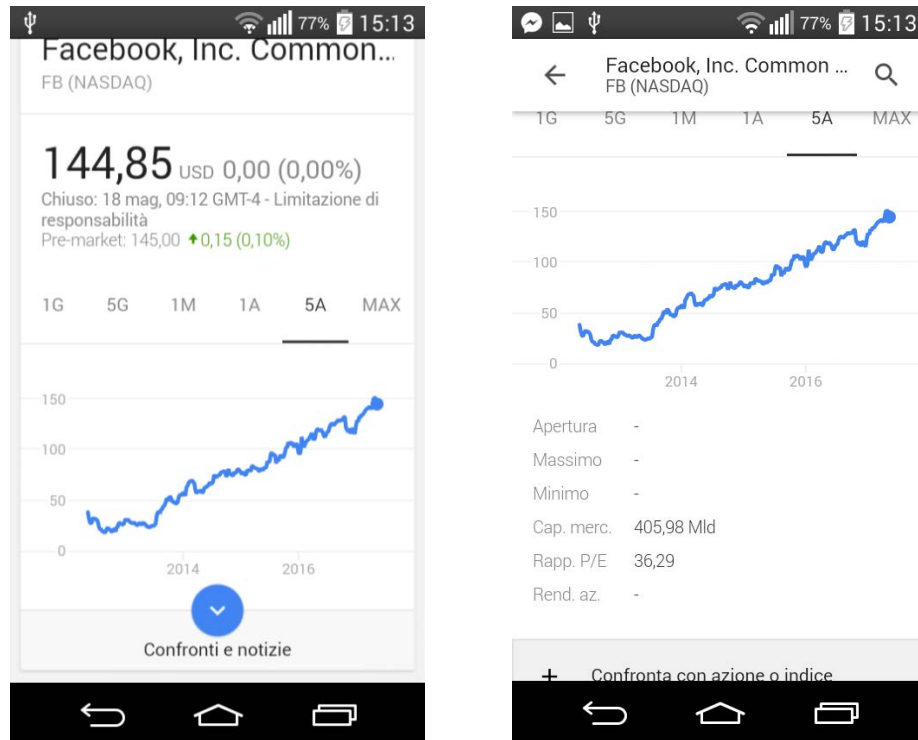 77% 15:13
Facebook, Inc. Common...
FB (NASDAQ)
144,85 USD 0,00 (0,00%)
Chiuso: 18 mag, 09:12 GMT-4 - Limitazione di
responsabilità
Pre-market: 145,00 0,15 (0,10%)
1G 5G 1M 1A 5A MAX
150
100
50
0
2014 2016
Confronti e notizie
77% 15:13
Facebook, Inc. Common ...
FB (NASDAQ)
1G 5G 1M 1A 5A MAX
150
100
50
0
2014 2016
Apertura -
Massimo -
Minimo -
Cap. merc. 405,98 Mld
Rapp. P/E 36,29
Rend. az. -
+ Confronta con azione o indice